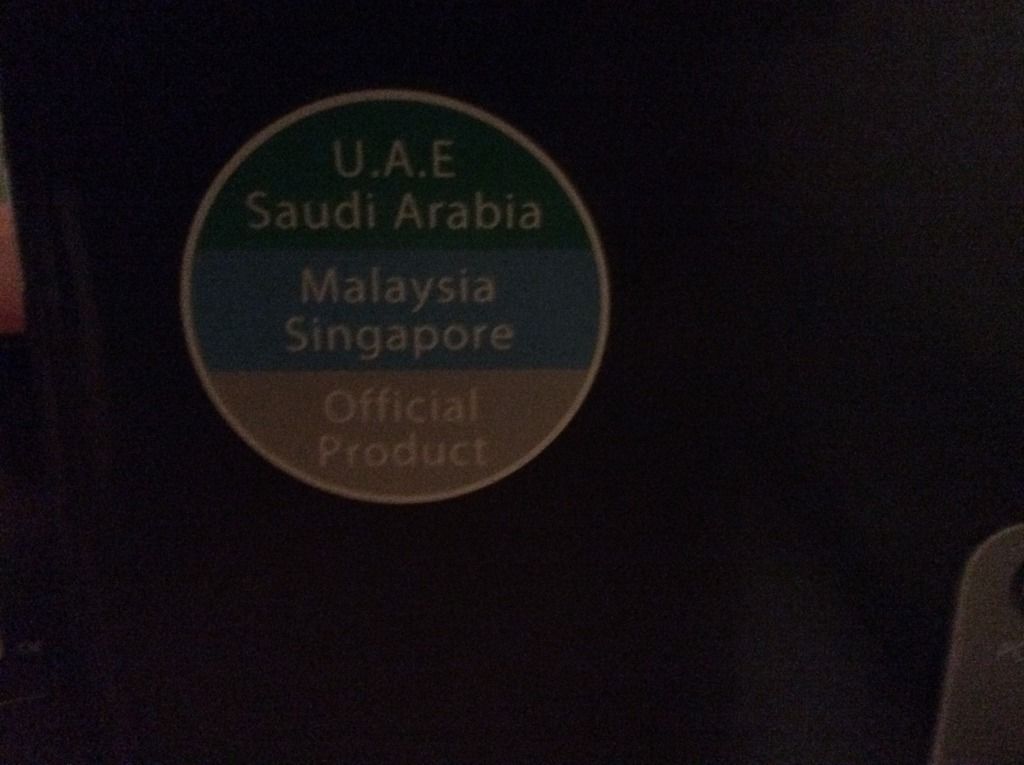 U.A.E
Saudi Arabia
Malaysia
Singapore
Official
Product